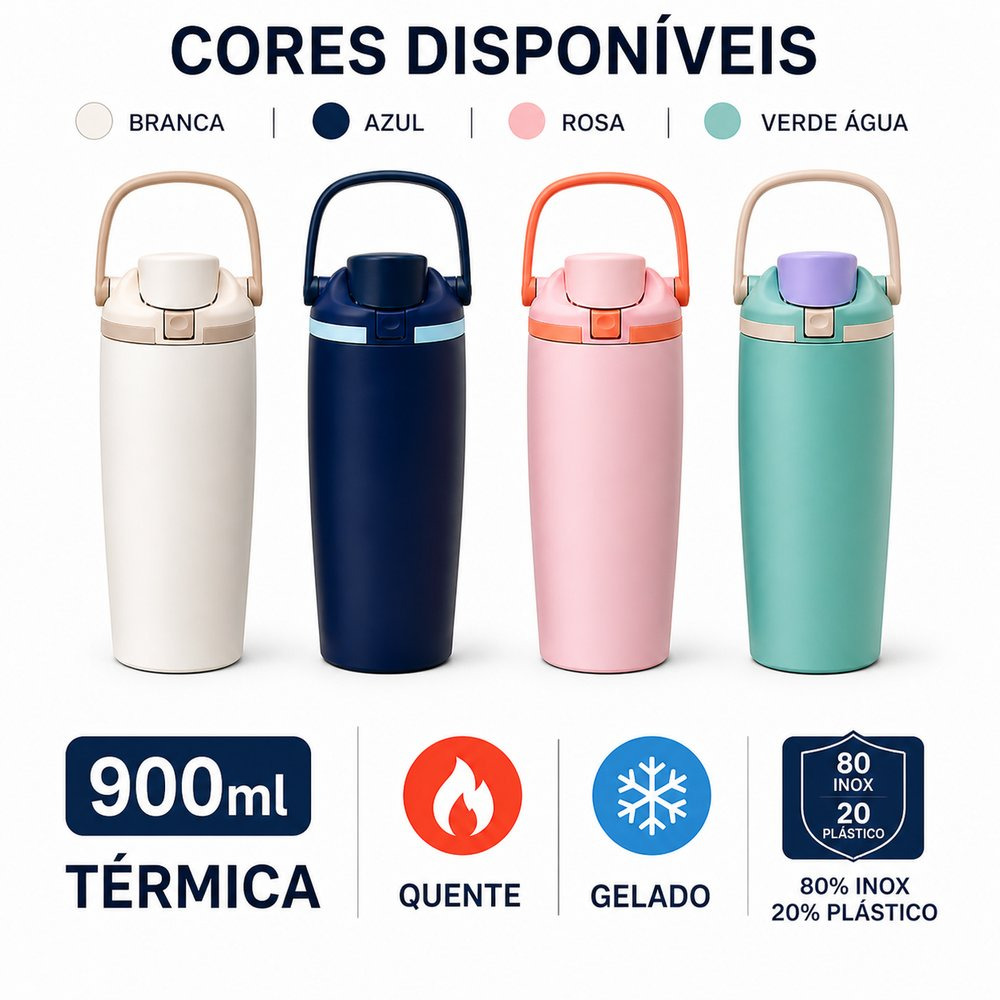 CORES DISPONÍVEIS
BRANCA | AZUL | ROSA | VERDE ÁGUA
900ml
TÉRMICA
QUENTE
GELADO
80
INOX
20
PLÁSTICO
80% INOX
20% PLÁSTICO